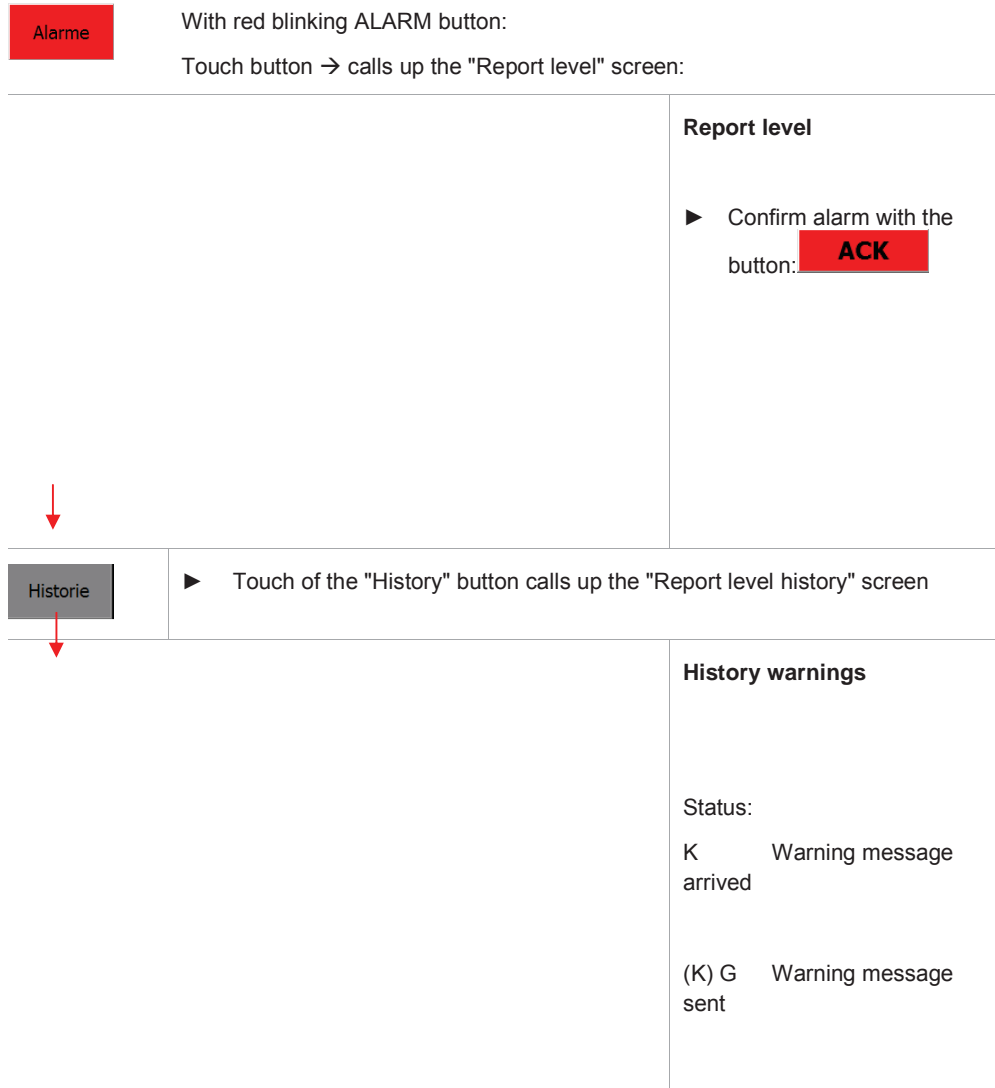 Alarme
With red blinking ALARM button:
Touch button → calls up the "Report level" screen:
Report level
► Confirm alarm with the
button: ACK
Historie
► Touch of the "History" button calls up the "Report level history" screen
History warnings
Status:
K Warning message
arrived
(K) G Warning message
sent